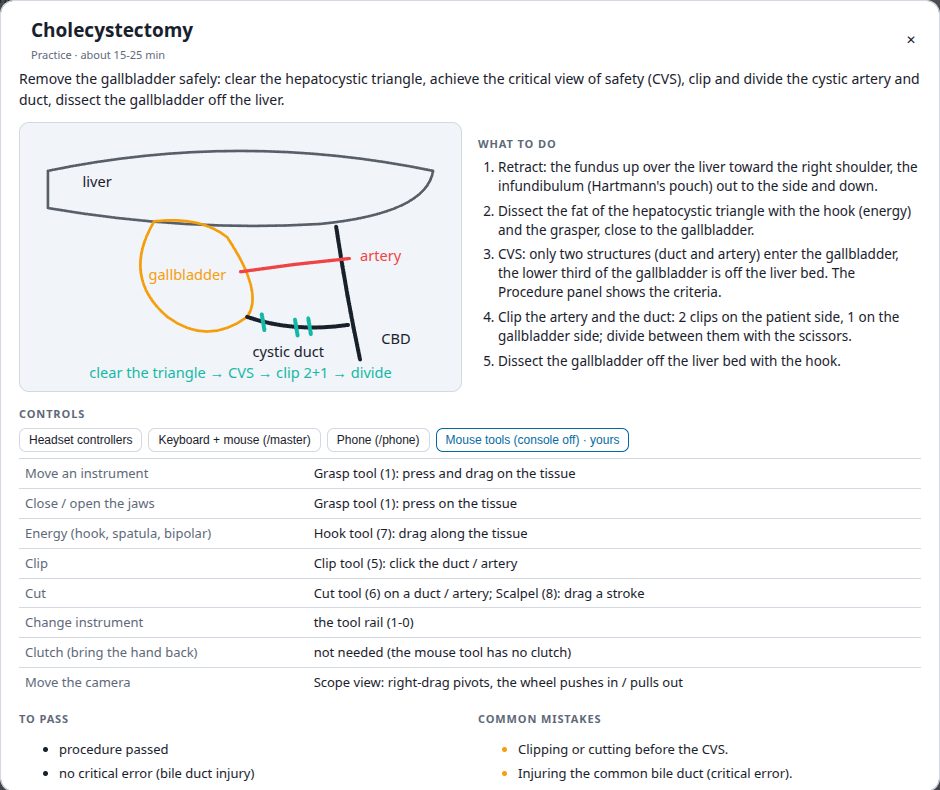 Cholecystectomy
×
Practice · about 15-25 min
Remove the gallbladder safely: clear the hepatocystic triangle, achieve the critical view of safety (CVS), clip and divide the cystic artery and
duct, dissect the gallbladder off the liver.
liver
gallbladder
artery
CBD
cystic duct
clear the triangle → CVS → clip 2+1 → divide
WHAT TO DO
1. Retract: the fundus up over the liver toward the right shoulder, the
infundibulum (Hartmann's pouch) out to the side and down.
2. Dissect the fat of the hepatocystic triangle with the hook (energy)
and the grasper, close to the gallbladder.
3. CVS: only two structures (duct and artery) enter the gallbladder,
the lower third of the gallbladder is off the liver bed. The
Procedure panel shows the criteria.
4. Clip the artery and the duct: 2 clips on the patient side, 1 on the
gallbladder side; divide between them with the scissors.
5. Dissect the gallbladder off the liver bed with the hook.
CONTROLS
Headset controllers Keyboard + mouse (/master) Phone (/phone) Mouse tools (console off) · yours
Move an instrument Grasp tool (1): press and drag on the tissue
Close / open the jaws Grasp tool (1): press on the tissue
Energy (hook, spatula, bipolar) Hook tool (7): drag along the tissue
Clip Clip tool (5): click the duct / artery
Cut Cut tool (6) on a duct / artery; Scalpel (8): drag a stroke
Change instrument the tool rail (1-0)
Clutch (bring the hand back) not needed (the mouse tool has no clutch)
Move the camera Scope view: right-drag pivots, the wheel pushes in / pulls out
TO PASS
• procedure passed
• no critical error (bile duct injury)
COMMON MISTAKES
• Clipping or cutting before the CVS.
• Injuring the common bile duct (critical error).